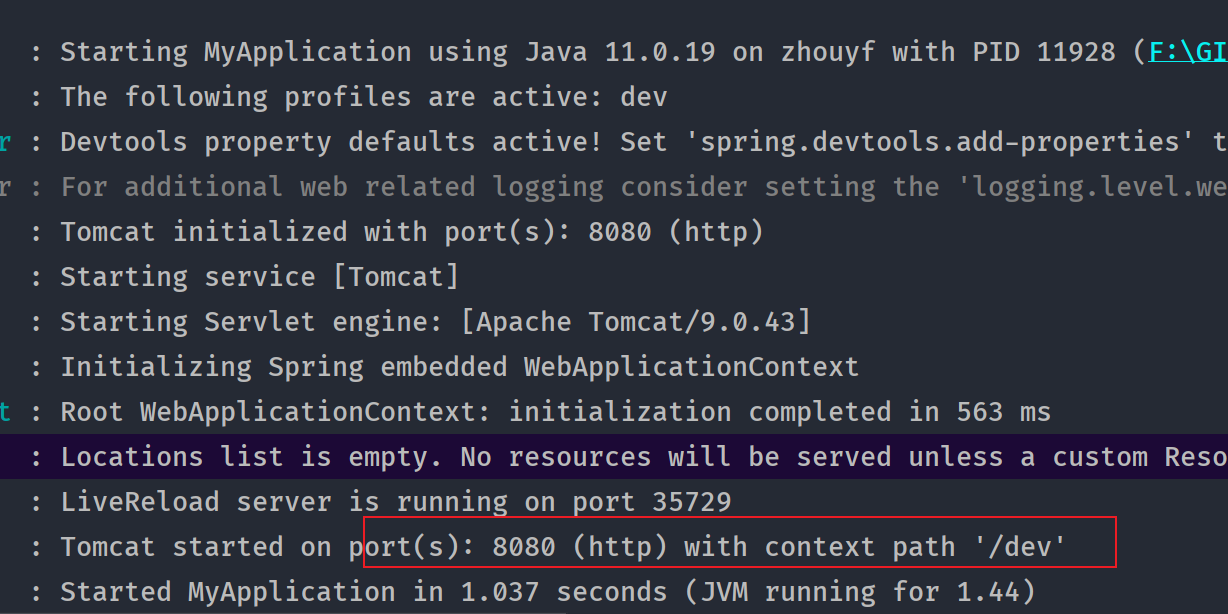 : Starting MyApplication using Java 11.0.19 on zhouyf with PID 11928 (F:\GI
: The following profiles are active: dev
r : Devtools property defaults active! Set 'spring.devtools.add-properties' t
r : For additional web related logging consider setting the 'logging.level.we
: Tomcat initialized with port(s): 8080 (http)
: Starting service [Tomcat]
: Starting Servlet engine: [Apache Tomcat/9.0.43]
: Initializing Spring embedded WebApplicationContext
t : Root WebApplicationContext: initialization completed in 563 ms
: Locations list is empty. No resources will be served unless a custom Reso
: LiveReload server is running on port 35729
: Tomcat started on port(s): 8080 (http) with context path '/dev'
: Started MyApplication in 1.037 seconds (JVM running for 1.44)